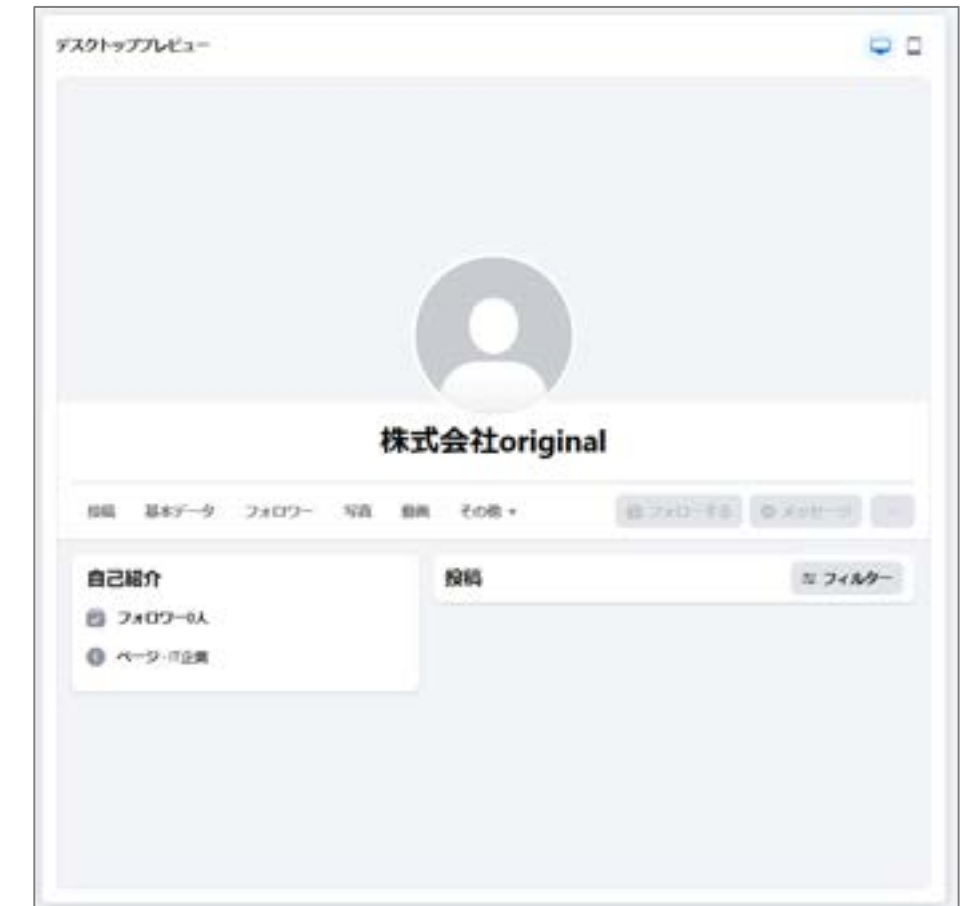 デスクトッププレビュー
株式会社original
投稿 基本データ フォロワー 写真 動画 その他 フォローする メッセージ
自己紹介
フォロワー0人
ページ·IT企業
投稿
フィルター